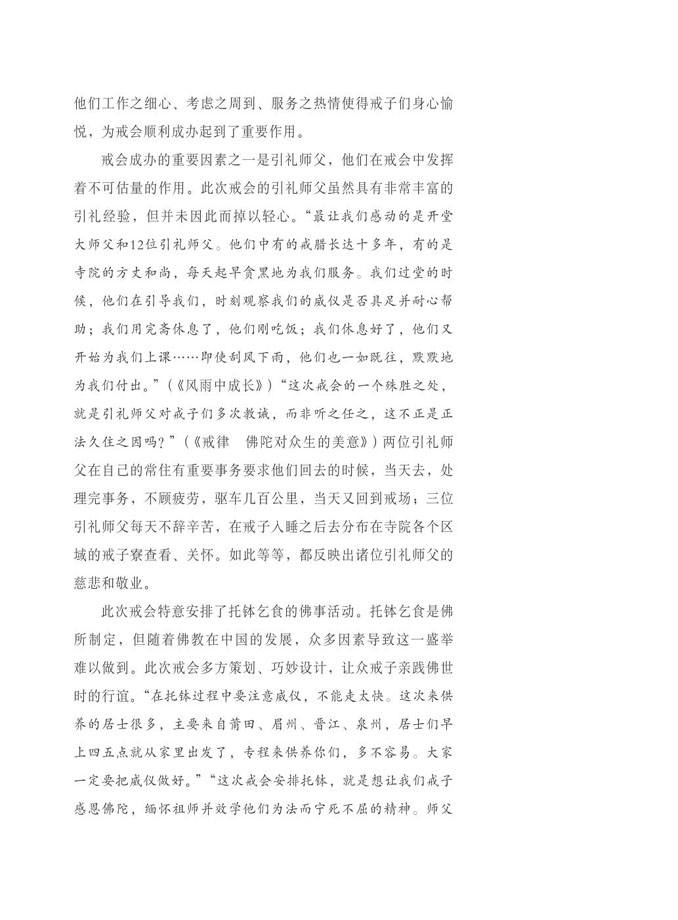 他们工作之细心、考虑之周到、服务之热情使得戒子们身心愉
悦，为戒会顺利成办起到了重要作用。
戒会成办的重要因素之一是引礼师父，他们在戒会中发挥
着不可估量的作用。此次戒会的引礼师父虽然具有非常丰富的
引礼经验，但并未因此而掉以轻心。“最让我们感动的是开堂
大师父和12位引礼师父。他们中有的戒腊长达十多年，有的是
寺院的方丈和尚，每天起早贪黑地为我们服务。我们过堂的时
候，他们在引导我们，时刻观察我们的威仪是否具足并耐心帮
助；我们用完斋休息了，他们刚吃饭；我们休息好了，他们又
开始为我们上课……即使刮风下雨，他们也一如既往，默默地
为我们付出。”（《风雨中成长》）“这次戒会的一个殊胜之处，
就是引礼师父对戒子们多次教诫，而非听之任之，这不正是正
法久住之因吗？”（《戒律　佛陀对众生的美意》）两位引礼师
父在自己的常住有重要事务要求他们回去的时候，当天去，处
理完事务，不顾疲劳，驱车几百公里，当天又回到戒场；三位
引礼师父每天不辞辛苦，在戒子入睡之后去分布在寺院各个区
域的戒子寮查看、关怀。如此等等，都反映出诸位引礼师父的
慈悲和敬业。
此次戒会特意安排了托钵乞食的佛事活动。托钵乞食是佛
所制定，但随着佛教在中国的发展，众多因素导致这一盛举
难以做到。此次戒会多方策划、巧妙设计，让众戒子亲践佛世
时的行谊。“在托钵过程中要注意威仪，不能走太快。这次来供
养的居士很多，主要来自莆田、眉州、晋江、泉州，居士们早
上四五点就从家里出发了，专程来供养你们，多不容易。大家
一定要把威仪做好。”“这次戒会安排托钵，就是想让我们戒子
感恩佛陀，缅怀祖师并效学他们为法而宁死不屈的精神。师父